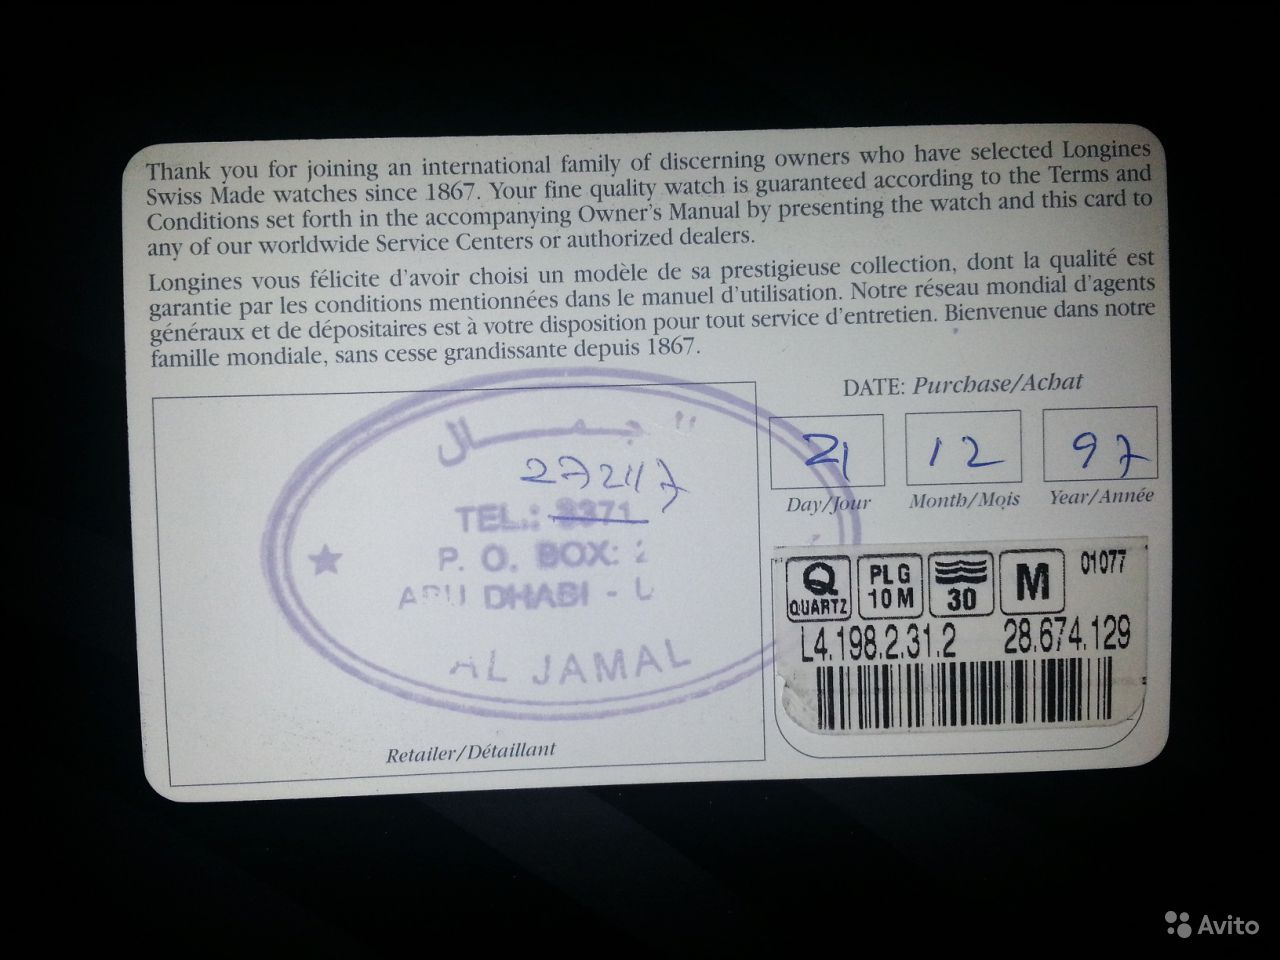 Thank you for joining an international family of discerning owners who have selected Longines
Swiss Made watches since 1867. Your fine quality watch is guaranteed according to the Terms and
Conditions set forth in the accompanying Owner's Manual by presenting the watch and this card to
any of our worldwide Service Centers or authorized dealers.
Longines vous félicite d'avoir choisi un modèle de sa prestigieuse collection, dont la qualité est
garantie par les conditions mentionnées dans le manuel d'utilisation. Notre réseau mondial d'agents
généraux et de dépositaires est à votre disposition pour tout service d'entretien. Bienvenue dans notre
famille mondiale, sans cesse grandissante depuis 1867.
DATE: Purchase/Achat
21 12 97
Day/Jour Month/Mois Year/Année
TEL.:
P. O. BOX:
ABU DHABI -
AL JAMAL
Retailer/Détaillant
Q QUARTZ
PLG 10 M
30
M
01077
L4.198.2.31.2 28.674.129
Avito